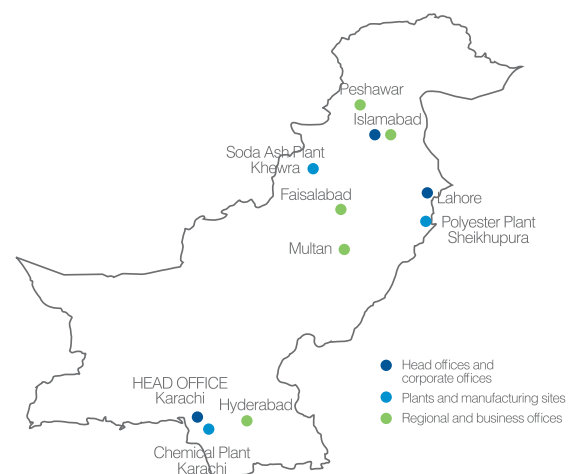 Peshawar
Islamabad
Soda Ash Plant
Khewra
Faisalabad
Lahore
Polyester Plant
Sheikhupura
Multan
Head offices and
corporate offices
Plants and manufacturing sites
Regional and business offices
HEAD OFFICE
Karachi
Hyderabad
Chemical Plant
Karachi